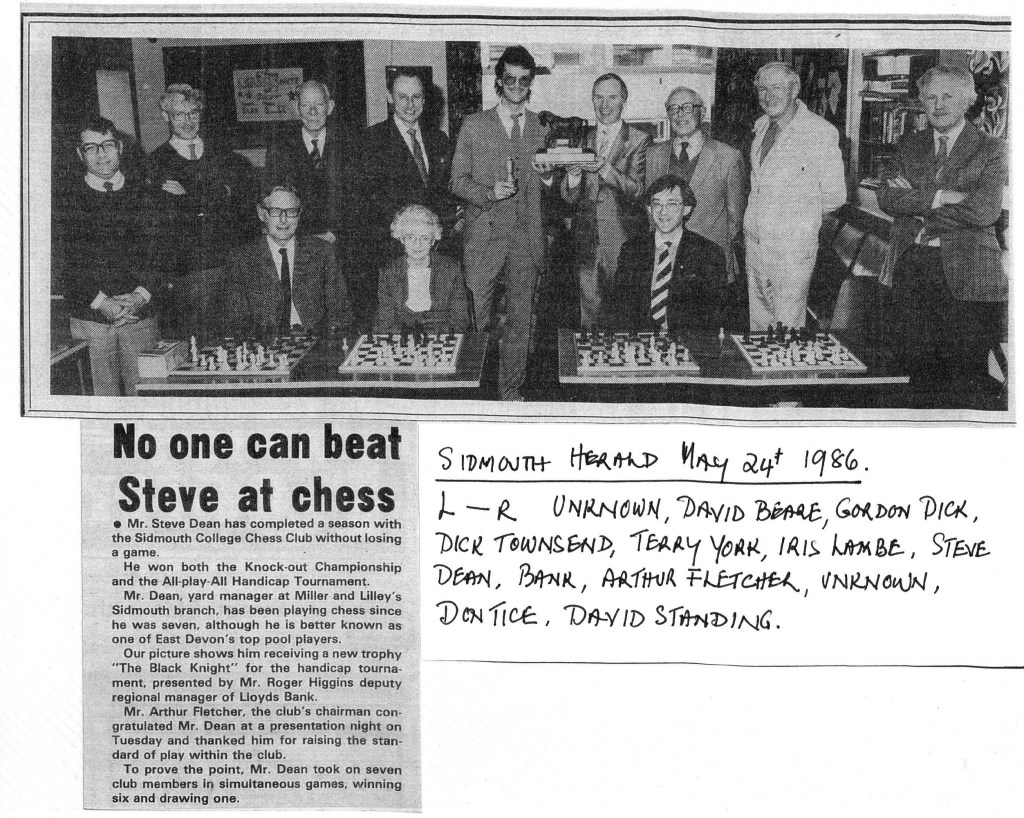 No one can beat
Steve at chess
● Mr. Steve Dean has completed a season with
the Sidmouth College Chess Club without losing
a game.
He won both the Knock-out Championship
and the All-play-All Handicap Tournament.
Mr. Dean, yard manager at Miller and Lilley's
Sidmouth branch, has been playing chess since
he was seven, although he is better known as
one of East Devon's top pool players.
Our picture shows him receiving a new trophy
"The Black Knight" for the handicap tourna-
ment, presented by Mr. Roger Higgins deputy
regional manager of Lloyds Bank.
Mr. Arthur Fletcher, the club's chairman con-
gratulated Mr. Dean at a presentation night on
Tuesday and thanked him for raising the stan-
dard of play within the club.
To prove the point, Mr. Dean took on seven
club members in simultaneous games, winning
six and drawing one.
SIDMOUTH HERALD MAY 24t 1986.
L – R UNKNOWN, DAVID BEARE, GORDON DICK,
DICK TOWNSEND, TERRY YORK, IRIS LAMBE, STEVE
DEAN, BANK, ARTHUR FLETCHER, UNKNOWN,
DON TICE, DAVID STANDING.